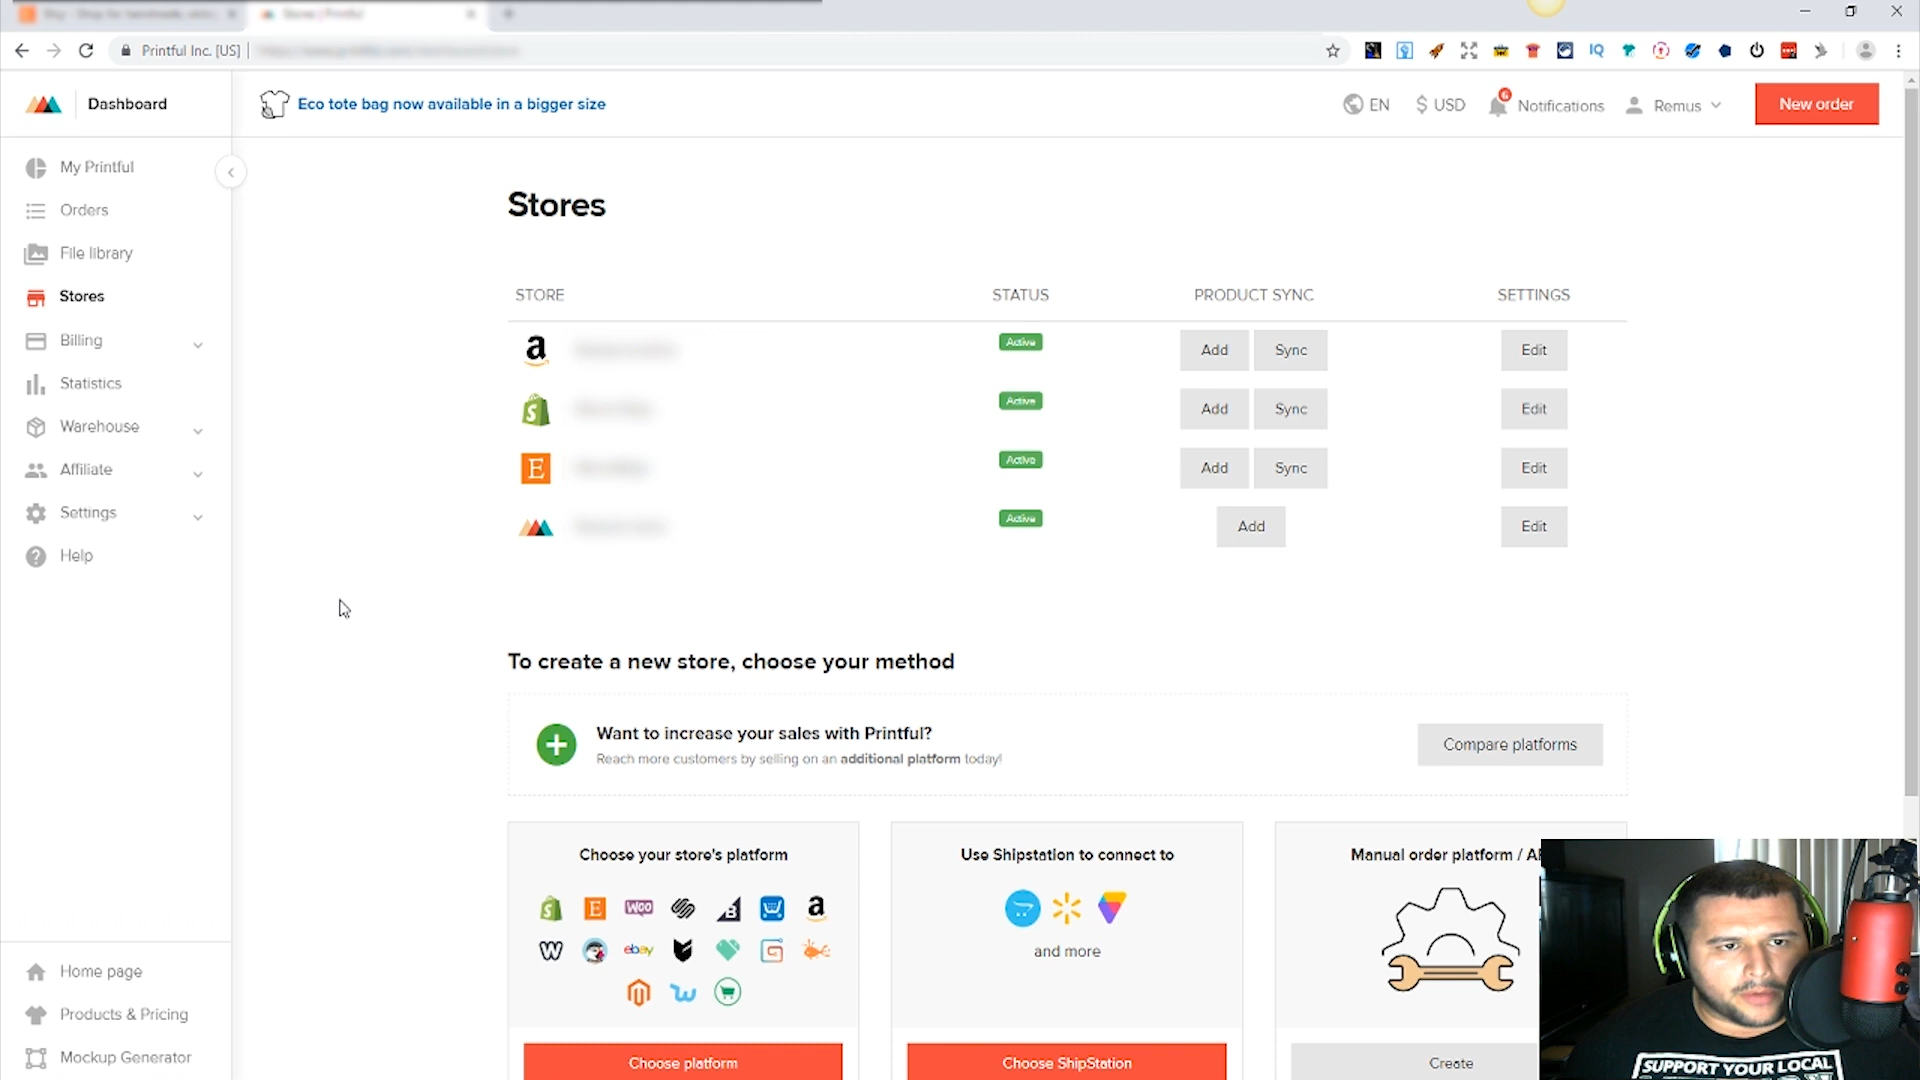 Printful Inc. [US]
Dashboard
Eco tote bag now available in a bigger size
EN
$ USD
6
Notifications
Remus
New order
My Printful
Orders
File library
Stores
Billing
Statistics
Warehouse
Affiliate
Settings
Help
Home page
Products & Pricing
Mockup Generator
Stores
STORE STATUS PRODUCT SYNC SETTINGS
a Active Add Sync Edit
S Active Add Sync Edit
E Active Add Sync Edit
Active Add Edit
To create a new store, choose your method
Want to increase your sales with Printful?
Reach more customers by selling on an additional platform today!
Compare platforms
Choose your store's platform
WOO
ebay
Choose platform
Use Shipstation to connect to
and more
Choose ShipStation
Manual order platform /
Create
SUPPORT YOUR LOCAL